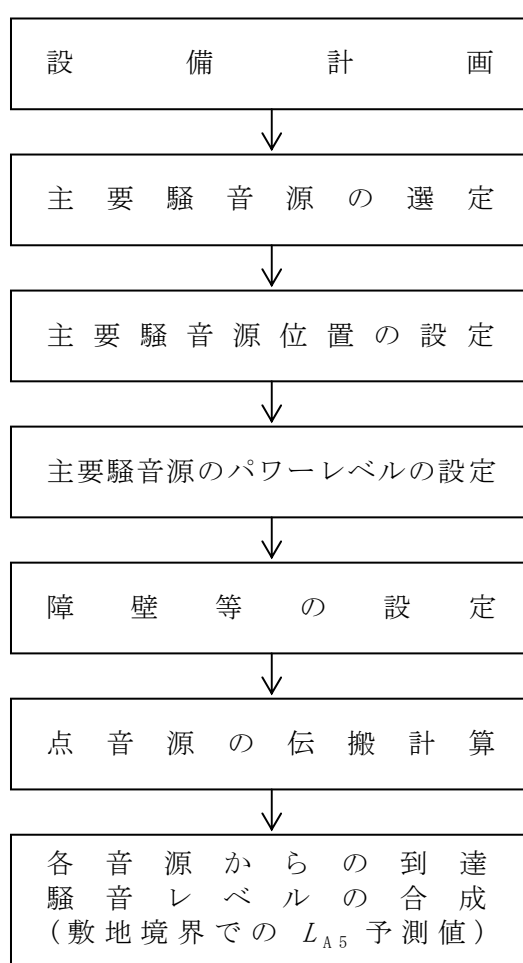 設備計画
主要騒音源の選定
主要騒音源位置の設定
主要騒音源のパワーレベルの設定
障壁等の設定
点音源の伝搬計算
各音源からの到達
騒音レベルの合成
(敷地境界での LA5 予測値)